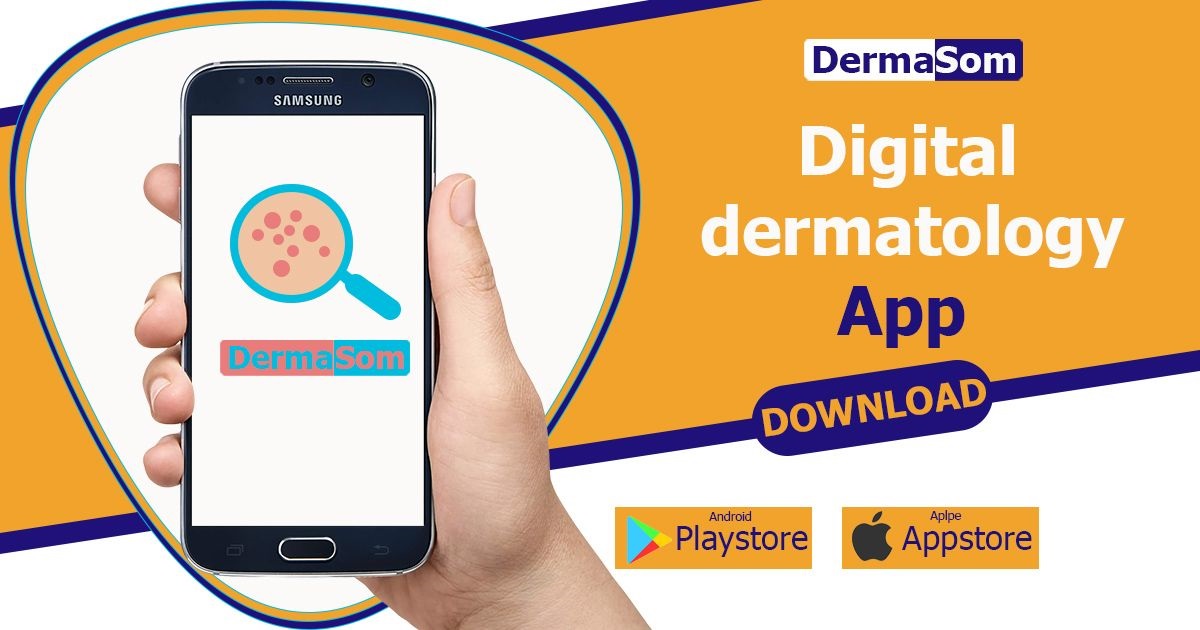 SAMSUNG
DermaSom
DermaSom
Digital
dermatology
App
DOWNLOAD
Android
Playstore
Aplpe
Appstore